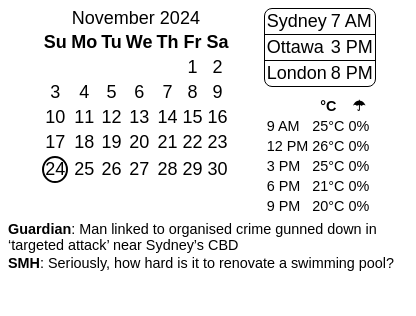 November 2024
Su Mo Tu We Th Fr Sa
1 2
3 4 5 6 7 8 9
10 11 12 13 14 15 16
17 18 19 20 21 22 23
24 25 26 27 28 29 30
Sydney 7 AM
Ottawa 3 PM
London 8 PM
°C ☂
9 AM 25°C 0%
12 PM 26°C 0%
3 PM 25°C 0%
6 PM 21°C 0%
9 PM 20°C 0%
Guardian: Man linked to organised crime gunned down in
‘targeted attack’ near Sydney’s CBD
SMH: Seriously, how hard is it to renovate a swimming pool?